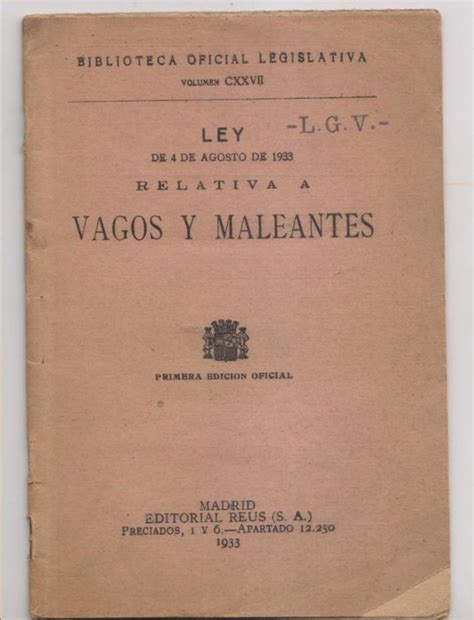 BIBLIOTECA OFICIAL LEGISLATIVA
VOLUMEN CXXVII
LEY
-L.G.V.-
DE 4 DE AGOSTO DE 1933
RELATIVA A
VAGOS Y MALEANTES
PRIMERA EDICION OFICIAL
MADRID
EDITORIAL REUS (S. A.)
PRECIADOS, 1 Y 6.—APARTADO 12.250
1933